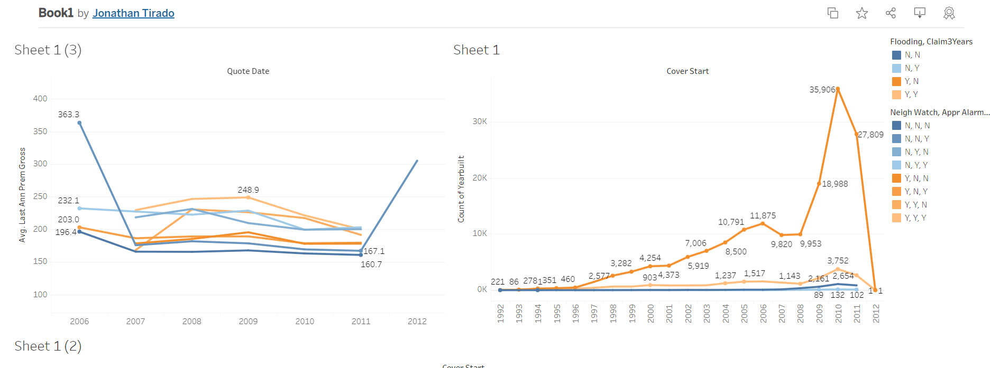 Book1 by Jonathan Tirado
Sheet 1 (3)
Quote Date
Avg. Last Ann Prem Gross
400
350
300
250
200
150
100
363.3
232.1
203.0
196.4
248.9
167.1
160.7
2006 2007 2008 2009 2010 2011 2012
Sheet 1
Cover Start
Count of Yearbuilt
30K
20K
10K
0K
35,906
27,809
18,988
11,875
10,791
9,820
9,953
8,500
7,006
5,919
4,254
4,373
3,282
2,577
3,752
2,654
2,161
1,143
1,517
1,237
903
221 86 278 1 351 460
89 132 102
1 1
1992 1993 1994 1995 1996 1997 1998 1999 2000 2001 2002 2003 2004 2005 2006 2007 2008 2009 2010 2011 2012
Flooding, Claim3Years
N, N
N, Y
Y, N
Y, Y
Neigh Watch, Appr Alarm...
N, N, N
N, N, Y
N, Y, N
N, Y, Y
Y, N, N
Y, N, Y
Y, Y, N
Y, Y, Y
Sheet 1 (2)
Cover Start